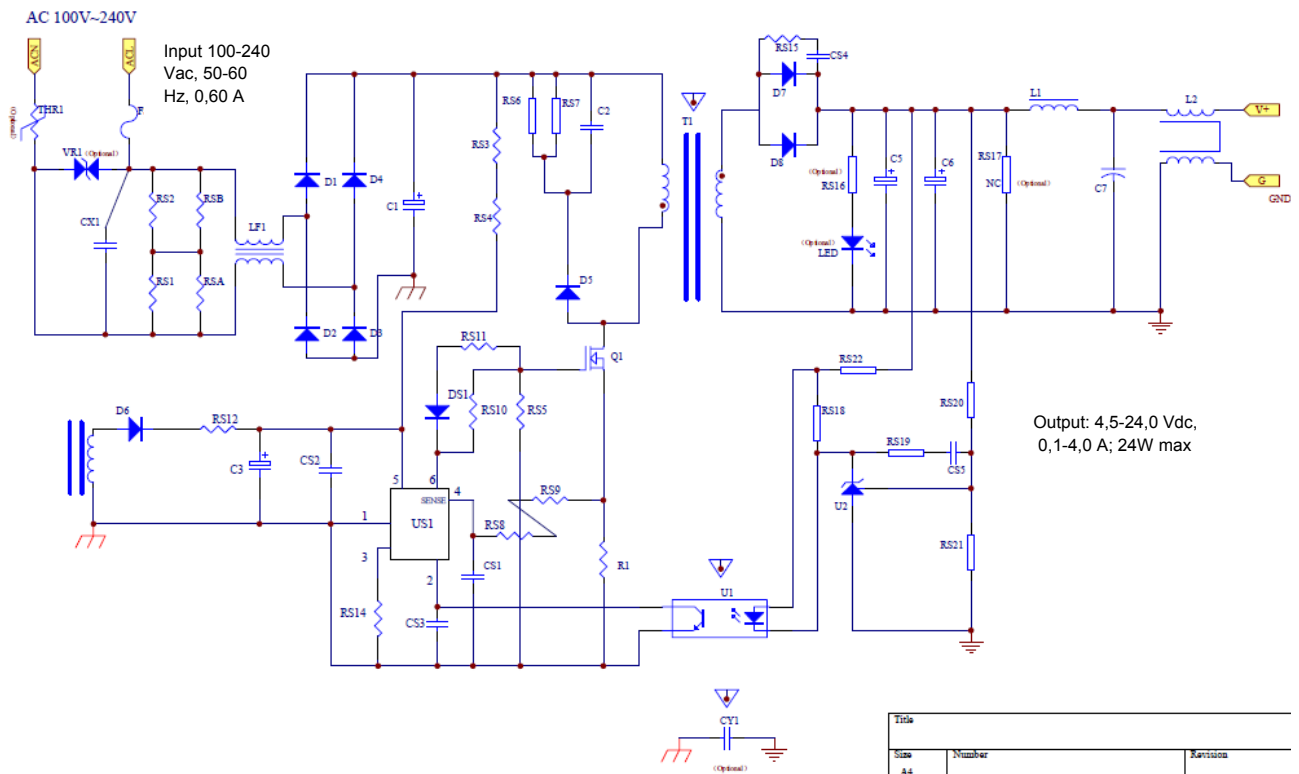 AC 100V~240V
ACN
ACL
Input 100-240
Vac, 50-60
Hz, 0,60 A
THR1
(Optional)
F
VR1 (Optional)
RS2
RSB
CX1
RS1
RSA
LF1
D1
D4
D2
D3
C1
RS3
RS4
RS6
RS7
C2
D5
T1
RS15
CS4
D7
D8
(Optional)
RS16
(Optional)
LED
C5
C6
RS17
NC
(Optional)
L1
C7
L2
V+
G
GND
Q1
RS11
DS1
RS10
RS5
RS22
RS18
RS20
RS19
CS5
U2
RS21
Output: 4,5-24,0 Vdc,
0,1-4,0 A; 24W max
D6
RS12
C3
CS2
5
6
4
SENSE
1
US1
3
2
RS9
RS8
CS1
R1
RS14
CS3
U1
CY1
(Optional)
Title
Size
Number
Revision
A4